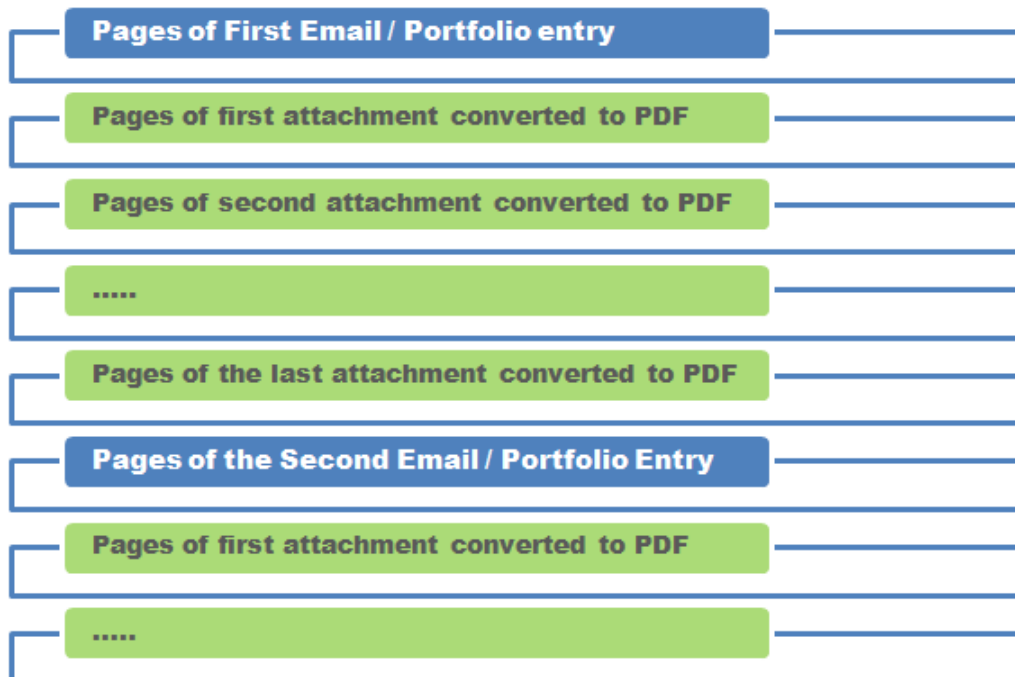 Pages of First Email / Portfolio entry
Pages of first attachment converted to PDF
Pages of second attachment converted to PDF
.....
Pages of the last attachment converted to PDF
Pages of the Second Email / Portfolio Entry
Pages of first attachment converted to PDF
.....